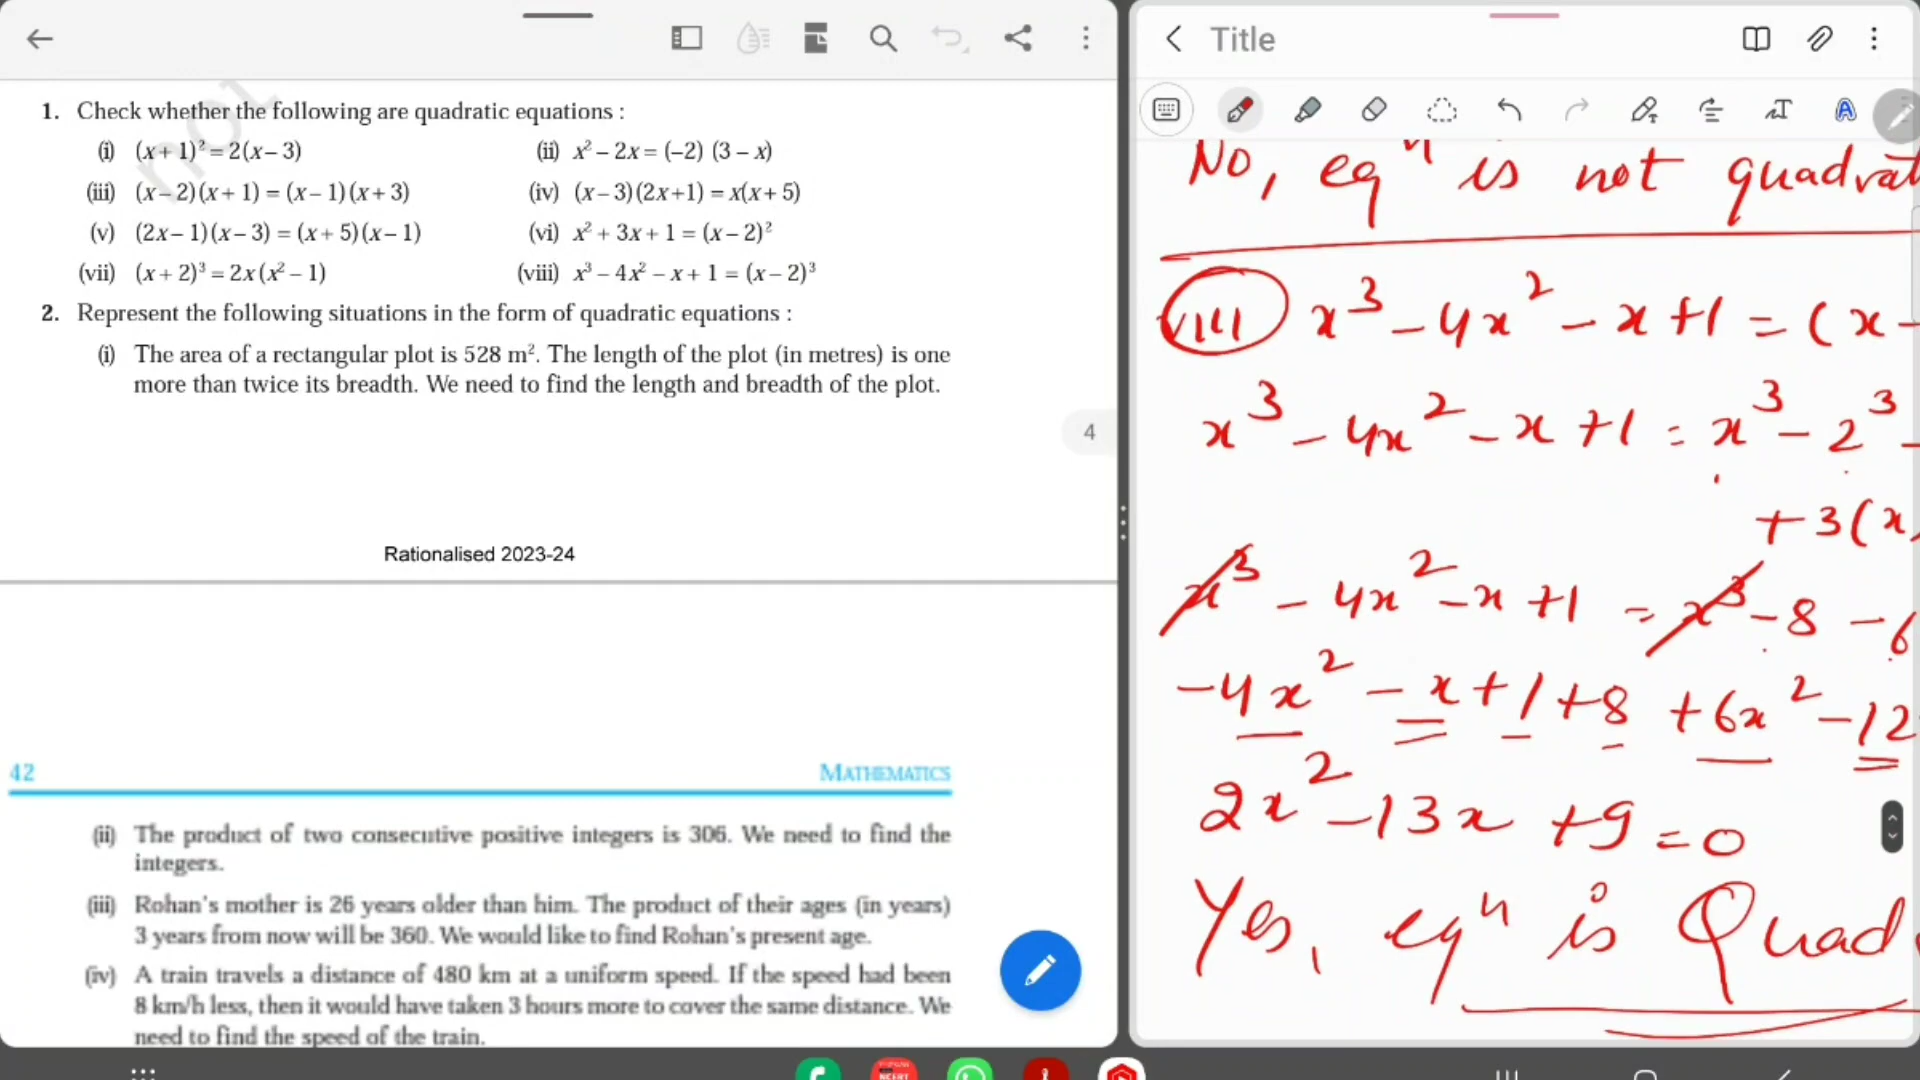 1. Check whether the following are quadratic equations :
(i) (x + 1)² = 2(x – 3) (ii) x² – 2x = (–2) (3 – x)
(iii) (x – 2)(x + 1) = (x – 1)(x + 3) (iv) (x – 3)(2x +1) = x(x + 5)
(v) (2x – 1)(x – 3) = (x + 5)(x – 1) (vi) x² + 3x + 1 = (x – 2)²
(vii) (x + 2)³ = 2x (x² – 1) (viii) x³ – 4x² – x + 1 = (x – 2)³
2. Represent the following situations in the form of quadratic equations :
(i) The area of a rectangular plot is 528 m². The length of the plot (in metres) is one
more than twice its breadth. We need to find the length and breadth of the plot.
4
Rationalised 2023-24
42 MATHEMATICS
(ii) The product of two consecutive positive integers is 306. We need to find the
integers.
(iii) Rohan's mother is 26 years older than him. The product of their ages (in years)
3 years from now will be 360. We would like to find Rohan's present age.
(iv) A train travels a distance of 480 km at a uniform speed. If the speed had been
8 km/h less, then it would have taken 3 hours more to cover the same distance. We
need to find the speed of the train.
Title
No, eqⁿ is not quadrat
viii x³ – 4x² – x + 1 = (x –
x³ – 4x² – x + 1 = x³ – 2³ –
+ 3(x
x³ – 4x² – x + 1 = x³ – 8 – 6
–4x² – x + 1 + 8 + 6x² – 12
2x² – 13x + 9 = 0
Yes, eqⁿ is Quad